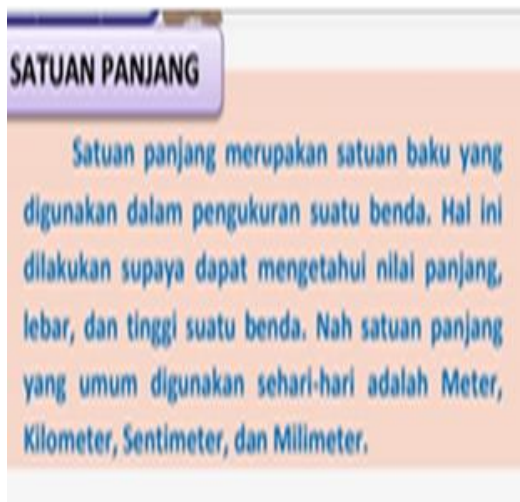 SATUAN PANJANG
Satuan panjang merupakan satuan baku yang
digunakan dalam pengukuran suatu benda. Hal ini
dilakukan supaya dapat mengetahui nilai panjang,
lebar, dan tinggi suatu benda. Nah satuan panjang
yang umum digunakan sehari-hari adalah Meter,
Kilometer, Sentimeter, dan Milimeter.